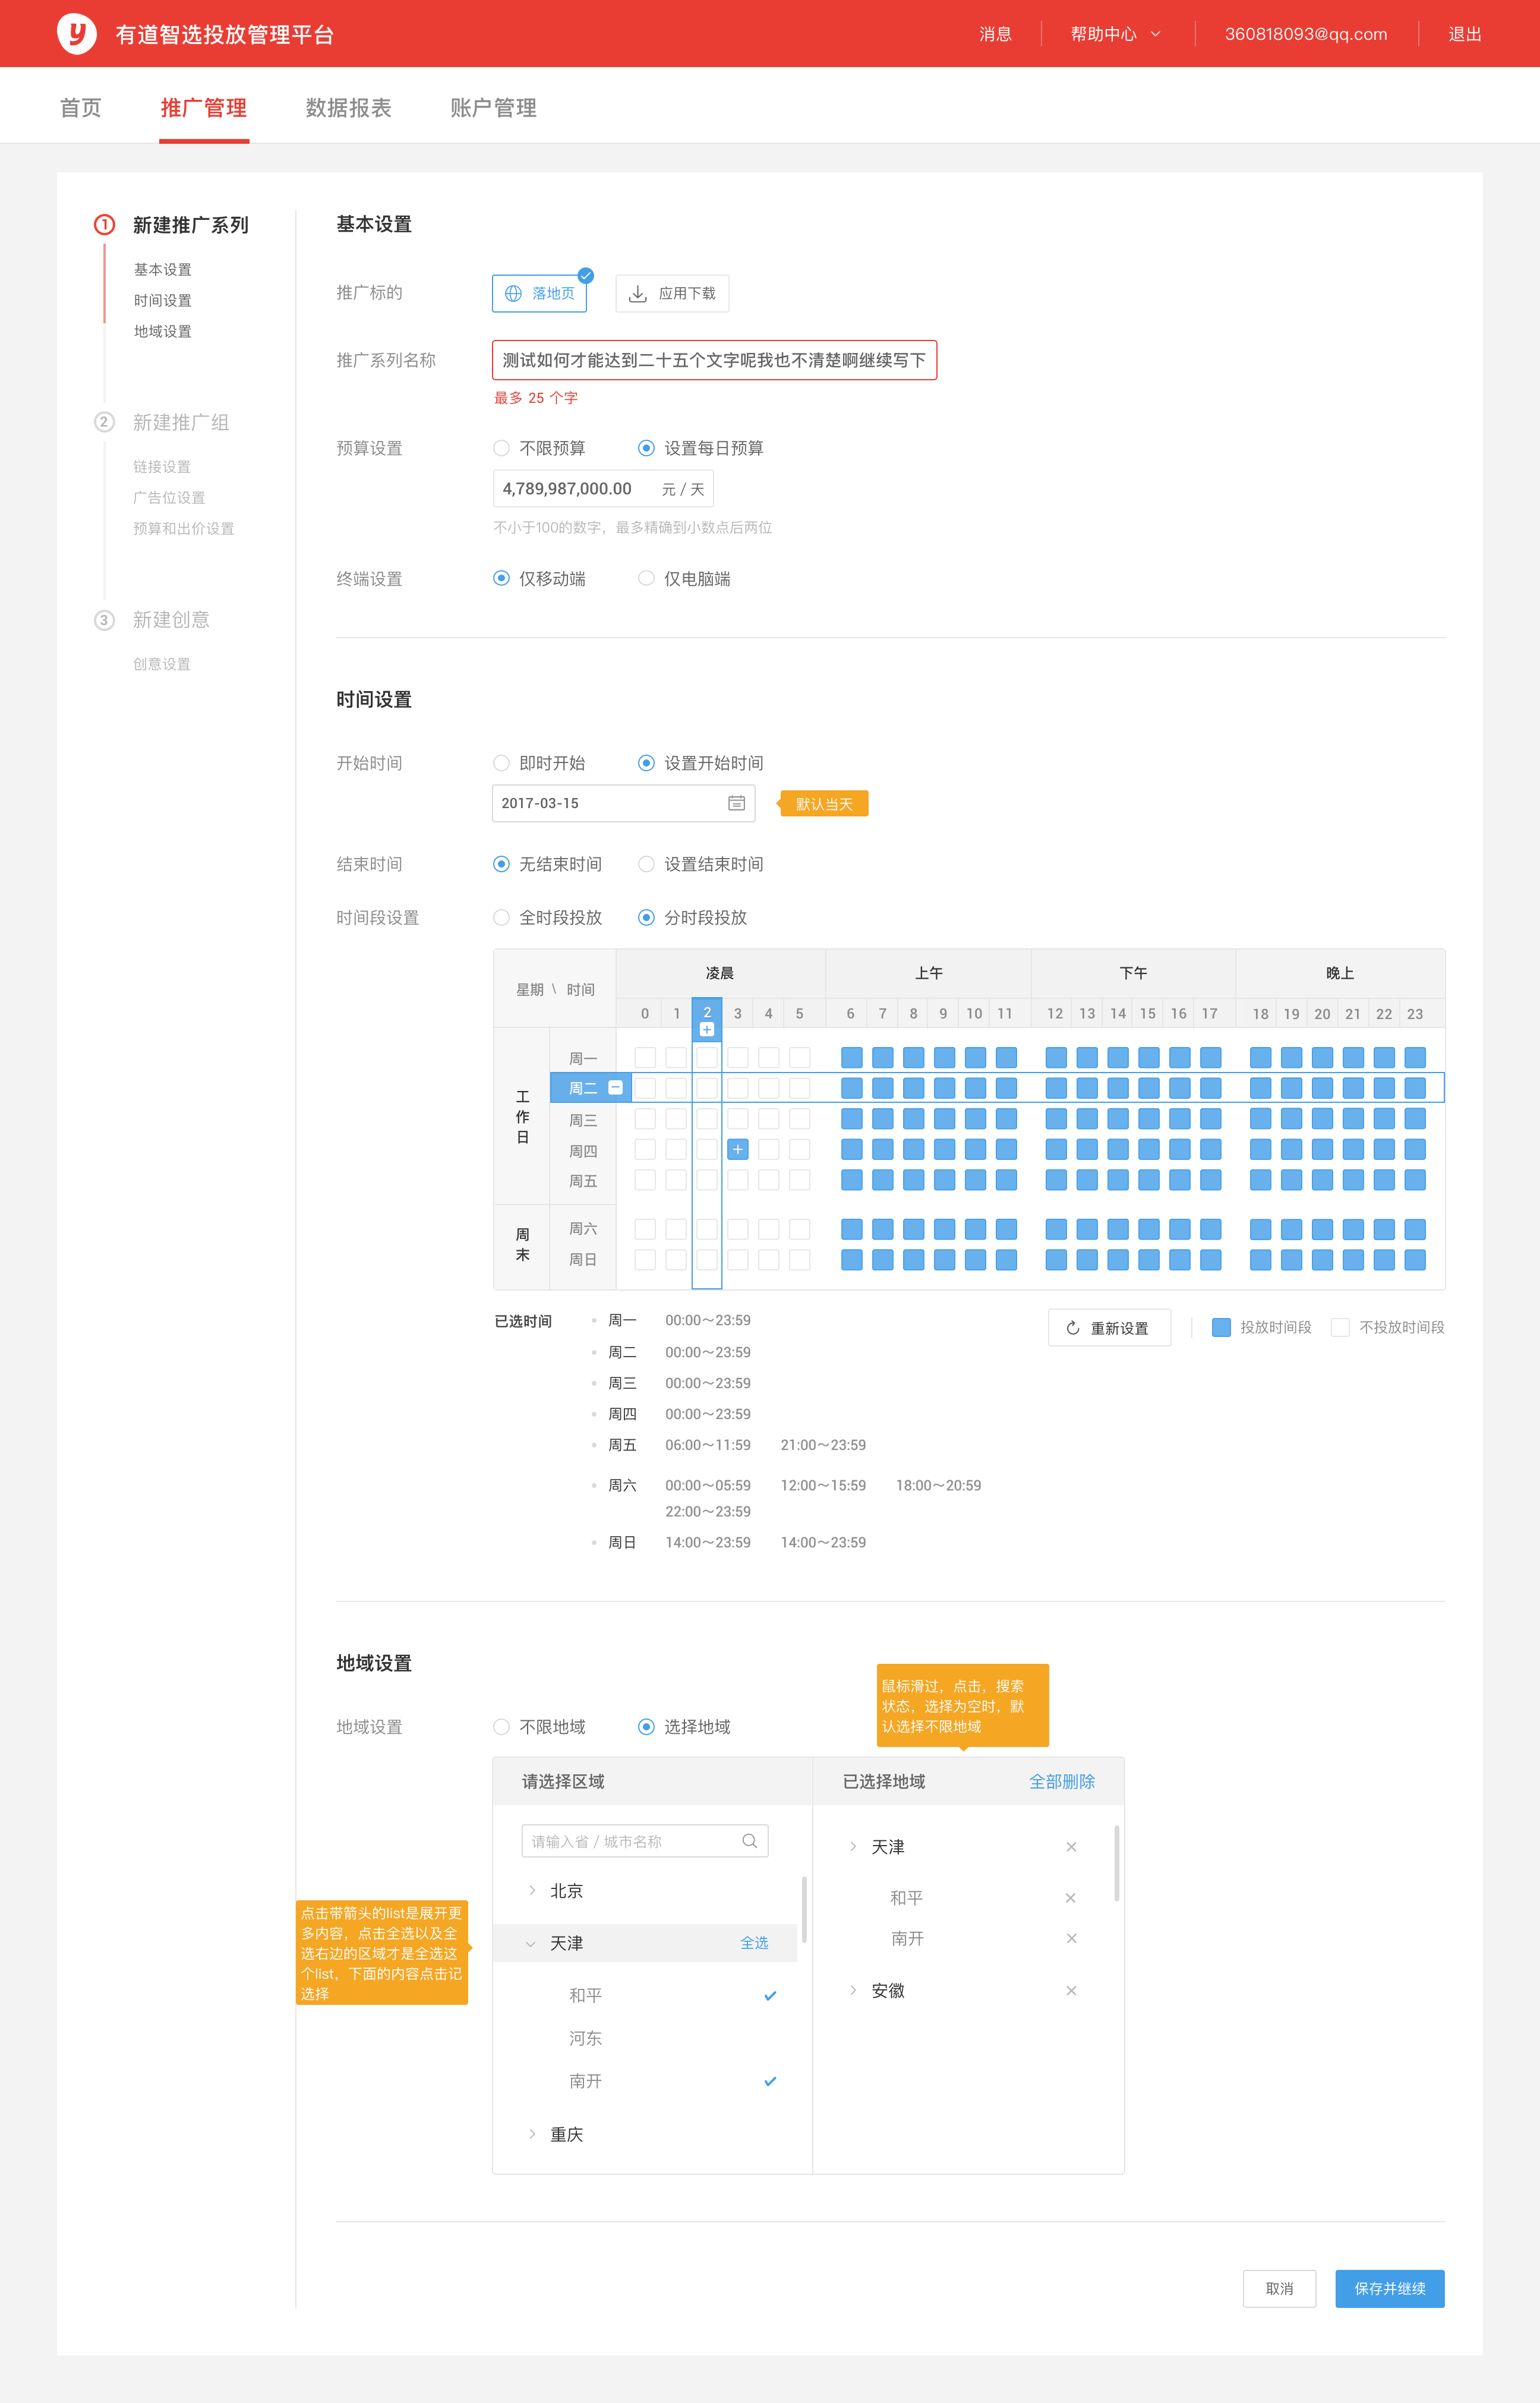 y 有道智选投放管理平台 消息 帮助中心 360818093@qq.com 退出
首页 推广管理 数据报表 账户管理
1 新建推广系列
基本设置
时间设置
地域设置
2 新建推广组
链接设置
广告位设置
预算和出价设置
3 新建创意
创意设置
基本设置
推广标的 落地页 应用下载
推广系列名称 测试如何才能达到二十五个文字呢我也不清楚啊继续写下
最多 25 个字
预算设置 不限预算 设置每日预算
4,789,987,000.00 元 / 天
不小于100的数字，最多精确到小数点后两位
终端设置 仅移动端 仅电脑端
时间设置
开始时间 即时开始 设置开始时间
2017-03-15 默认当天
结束时间 无结束时间 设置结束时间
时间段设置 全时段投放 分时段投放
星期 \ 时间 凌晨 上午 下午 晚上
0 1 2 3 4 5 6 7 8 9 10 11 12 13 14 15 16 17 18 19 20 21 22 23
工作日
周一
周二
周三
周四
周五
周末
周六
周日
已选时间 周一 00:00～23:59
周二 00:00～23:59
周三 00:00～23:59
周四 00:00～23:59
周五 06:00～11:59 21:00～23:59
周六 00:00～05:59 12:00～15:59 18:00～20:59
22:00～23:59
周日 14:00～23:59 14:00～23:59
重新设置 投放时间段 不投放时间段
地域设置
地域设置 不限地域 选择地域
鼠标滑过，点击，搜索
状态，选择为空时，默
认选择不限地域
请选择区域
请输入省 / 城市名称
北京
天津 全选
和平
河东
南开
重庆
已选择地域 全部删除
天津
和平
南开
安徽
点击带箭头的list是展开更
多内容，点击全选以及全
选右边的区域才是全选这
个list，下面的内容点击记
选择
取消 保存并继续